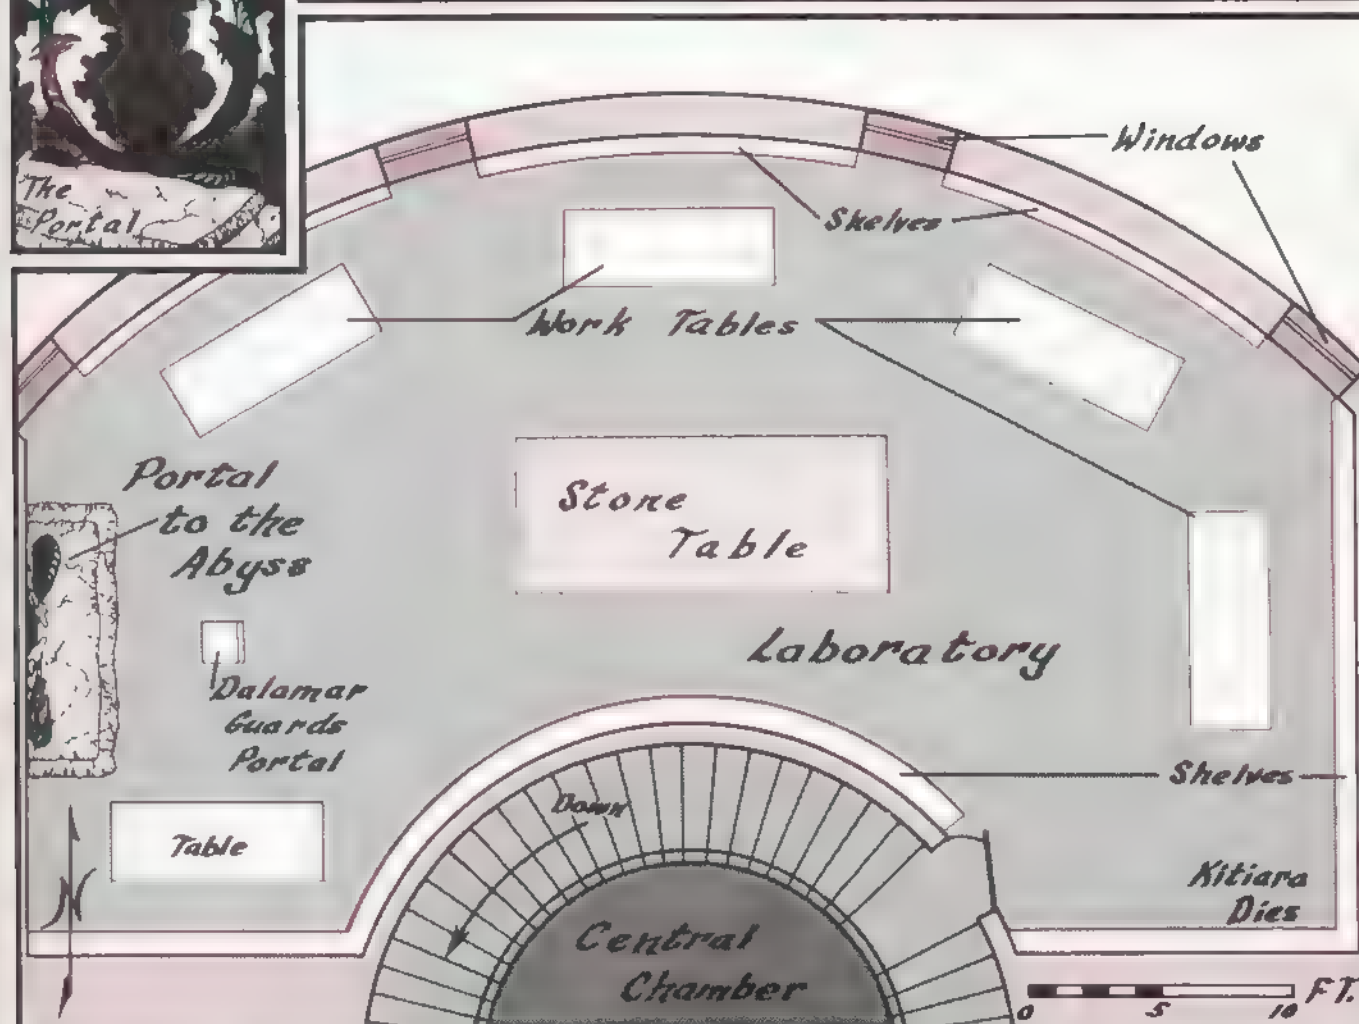 The
Portal
Windows
Shelves
Work Tables
Portal
to the
Abyss
Stone
Table
Laboratory
Dalamar
Guards
Portal
Down
Shelves
Table
N
Kitiara
Dies
Central
Chamber
0 5 10 FT.